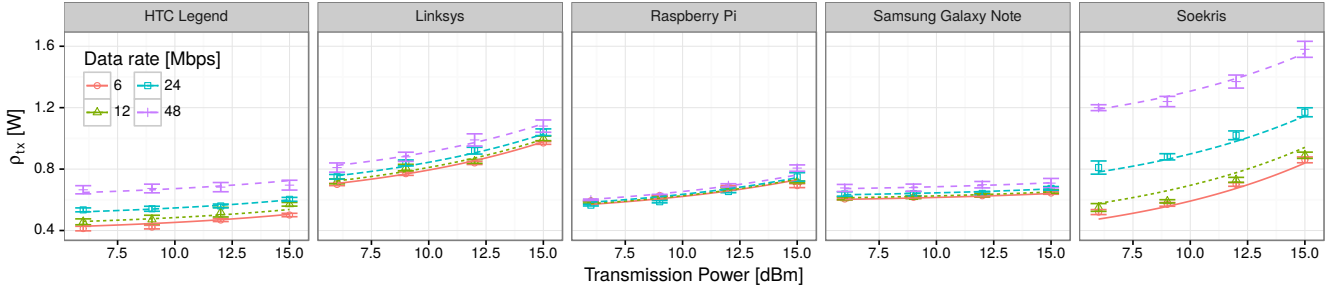 HTC Legend Linksys Raspberry Pi Samsung Galaxy Note Soekris
1.6
Data rate [Mbps]
6 24
12 48
1.2
0.8
0.4
ρtx [W]
7.5 10.0 12.5 15.0 7.5 10.0 12.5 15.0 7.5 10.0 12.5 15.0 7.5 10.0 12.5 15.0 7.5 10.0 12.5 15.0
Transmission Power [dBm]